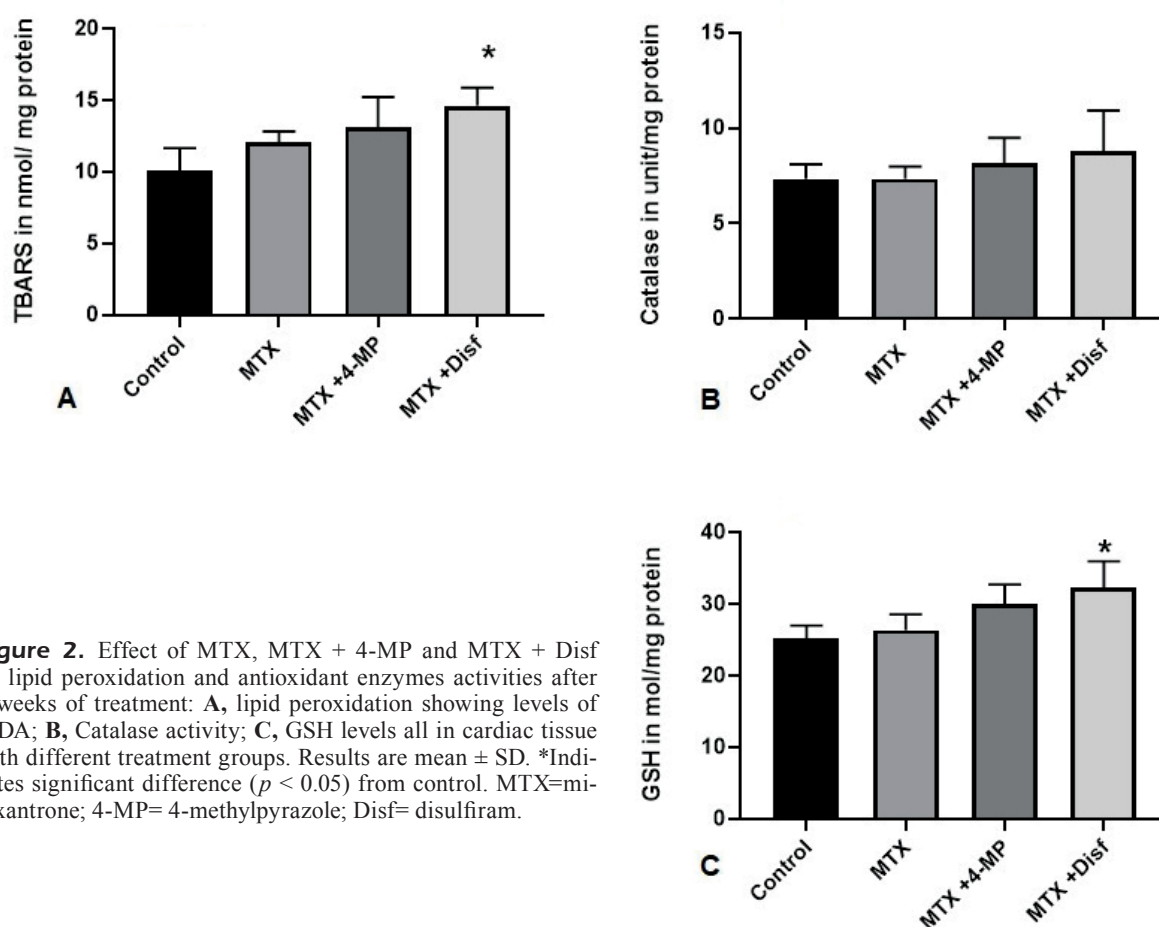 TBARS in nmol/ mg protein
20
15
10
5
0
*
Control
MTX
MTX +4-MP
MTX +Disf
A
Catalase in unit/mg protein
15
10
5
0
Control
MTX
MTX +4-MP
MTX +Disf
B
gure 2. Effect of MTX, MTX + 4-MP and MTX + Disf
lipid peroxidation and antioxidant enzymes activities after
weeks of treatment: A, lipid peroxidation showing levels of
DA; B, Catalase activity; C, GSH levels all in cardiac tissue
th different treatment groups. Results are mean ± SD. *Indi-
tes significant difference (p < 0.05) from control. MTX=mi-
xantrone; 4-MP= 4-methylpyrazole; Disf= disulfiram.
GSH in mol/mg protein
40
30
20
10
0
*
Control
MTX
MTX +4-MP
MTX +Disf
C